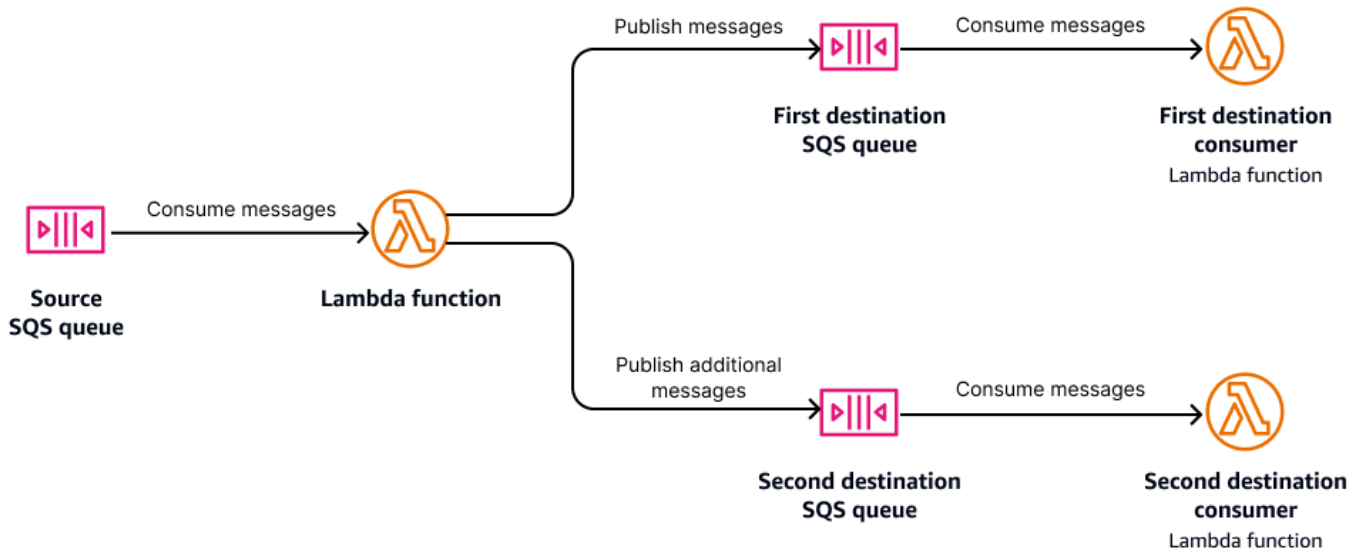 Publish messages
Consume messages
First destination
SQS queue
First destination
consumer
Lambda function
Consume messages
Source
SQS queue
Lambda function
Publish additional
messages
Consume messages
Second destination
SQS queue
Second destination
consumer
Lambda function